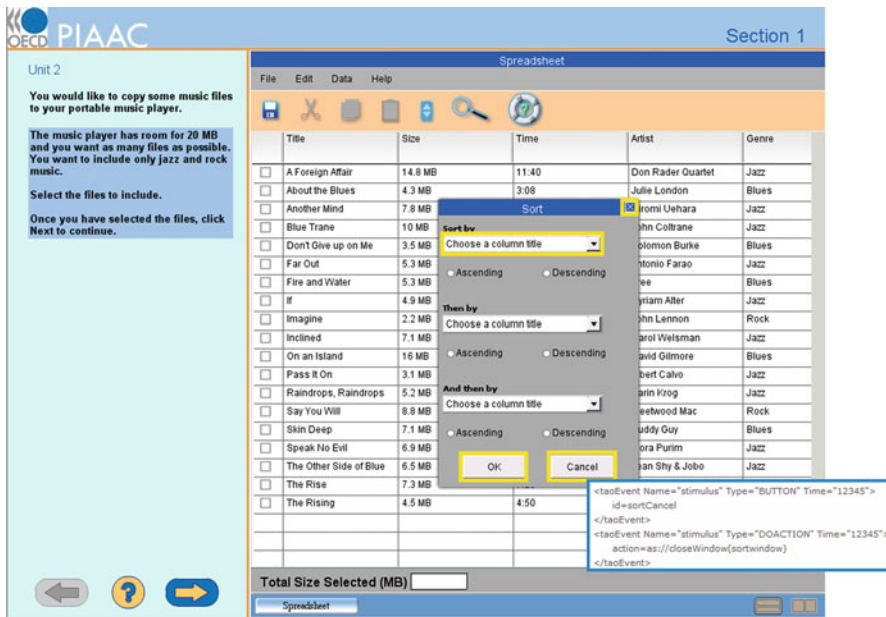 OECD PIAAC
Section 1
Unit 2
You would like to copy some music files
to your portable music player.
The music player has room for 20 MB
and you want as many files as possible.
You want to include only jazz and rock
music.
Select the files to include.
Once you have selected the files, click
Next to continue.
Spreadsheet
File Edit Data Help
Title Size Time Artist Genre
A Foreign Affair 14.8 MB 11:40 Don Rader Quartet Jazz
About the Blues 4.3 MB 3:08 Julie London Blues
Another Mind 7.8 MB Jazz
Blue Trane 10 MB Jazz
Don't Give up on Me 3.5 MB Burke Blues
Far Out 5.3 MB Farao Jazz
Fire and Water 5.3 MB Blues
If 4.9 MB Alter Jazz
Imagine 2.2 MB Lennon Rock
Inclined 7.1 MB Welsman Jazz
On an Island 16 MB Gilmore Blues
Pass It On 3.1 MB Calvo Jazz
Raindrops, Raindrops 5.2 MB Krog Jazz
Say You Will 8.8 MB Mac Rock
Skin Deep 7.1 MB Guy Blues
Speak No Evil 6.9 MB Purim Jazz
The Other Side of Blue 6.5 MB Shy & Jobo Jazz
The Rise 7.3 MB
The Rising 4.5 MB 4:50
Sort
Sort by
Choose a column title
Ascending Descending
Then by
Choose a column title
Ascending Descending
And then by
Choose a column title
Ascending Descending
OK Cancel
<taoEvent Name="stimulus" Type="BUTTON" Time="12345">
id=sortCancel
</taoEvent>
<taoEvent Name="stimulus" Type="DOACTION" Time="12345">
action=as://closeWindow(sortwindow)
</taoEvent>
Total Size Selected (MB)
Spreadsheet